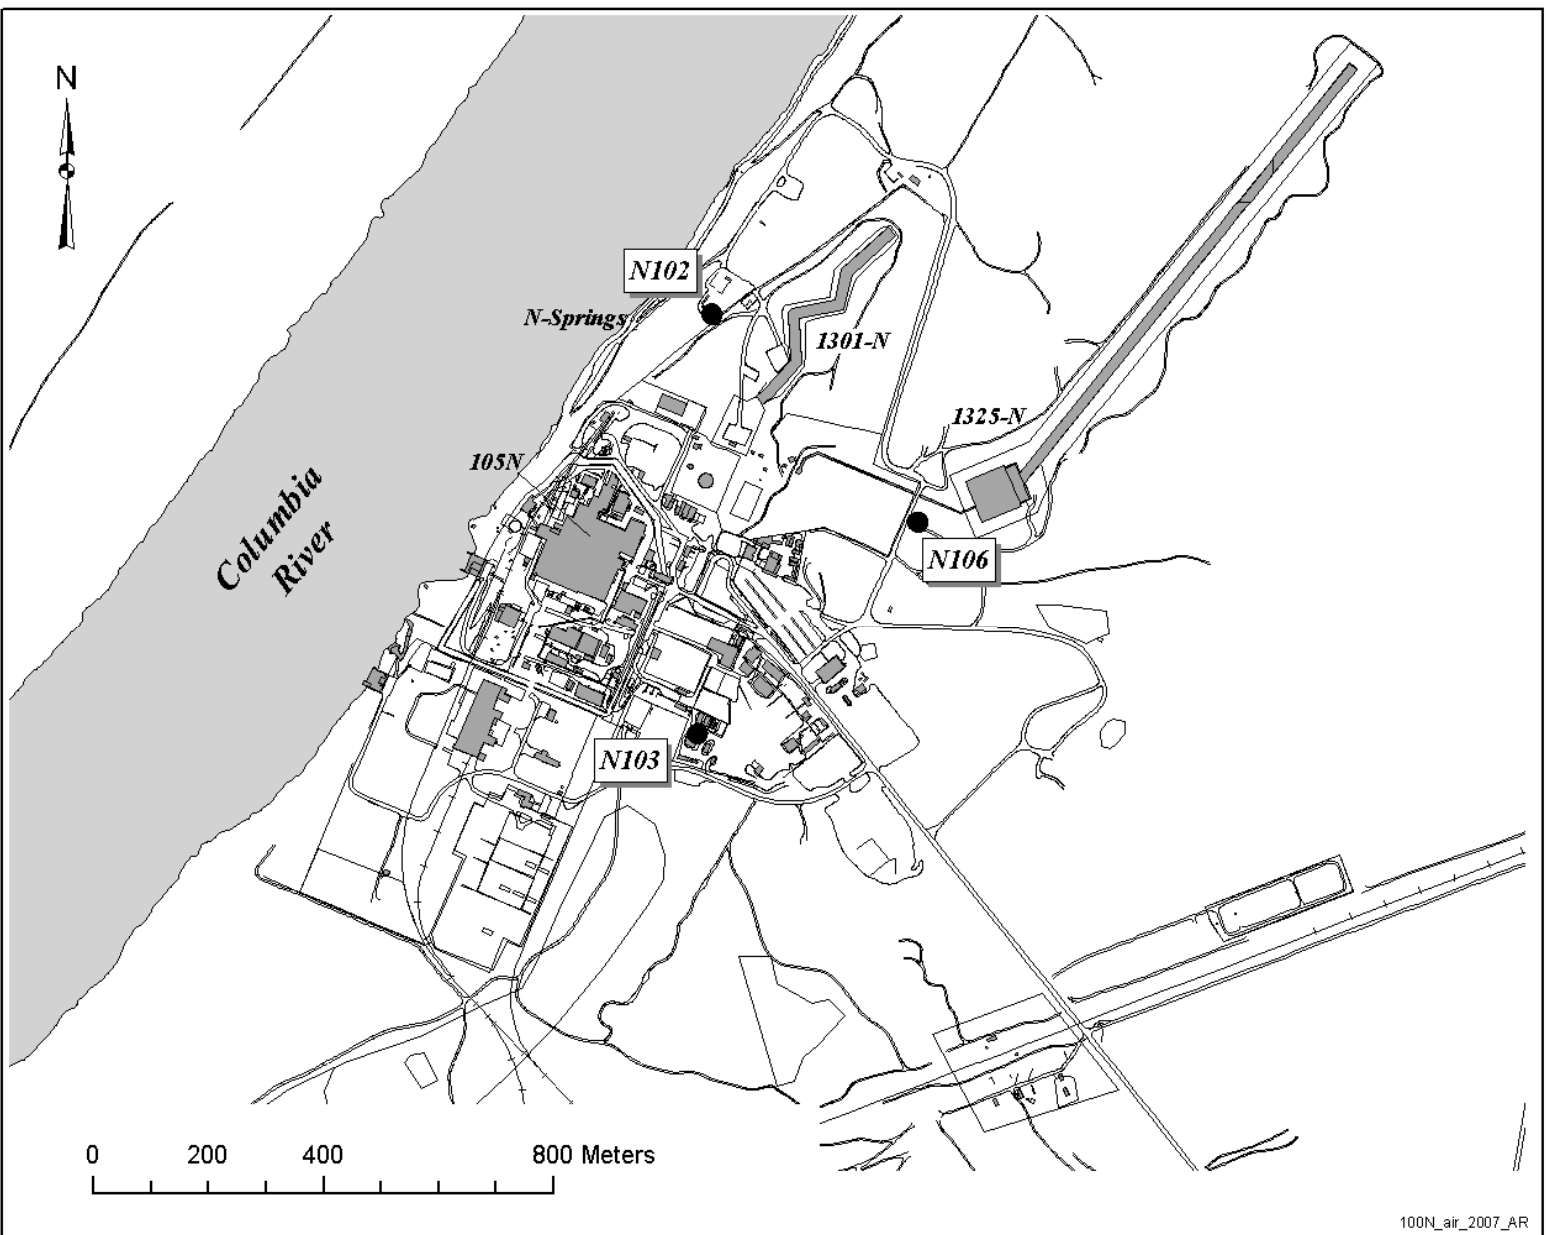 N
N102
N-Springs
1301-N
1325-N
105N
Columbia
River
N106
N103
0 200 400 800 Meters
100N_air_2007_AR